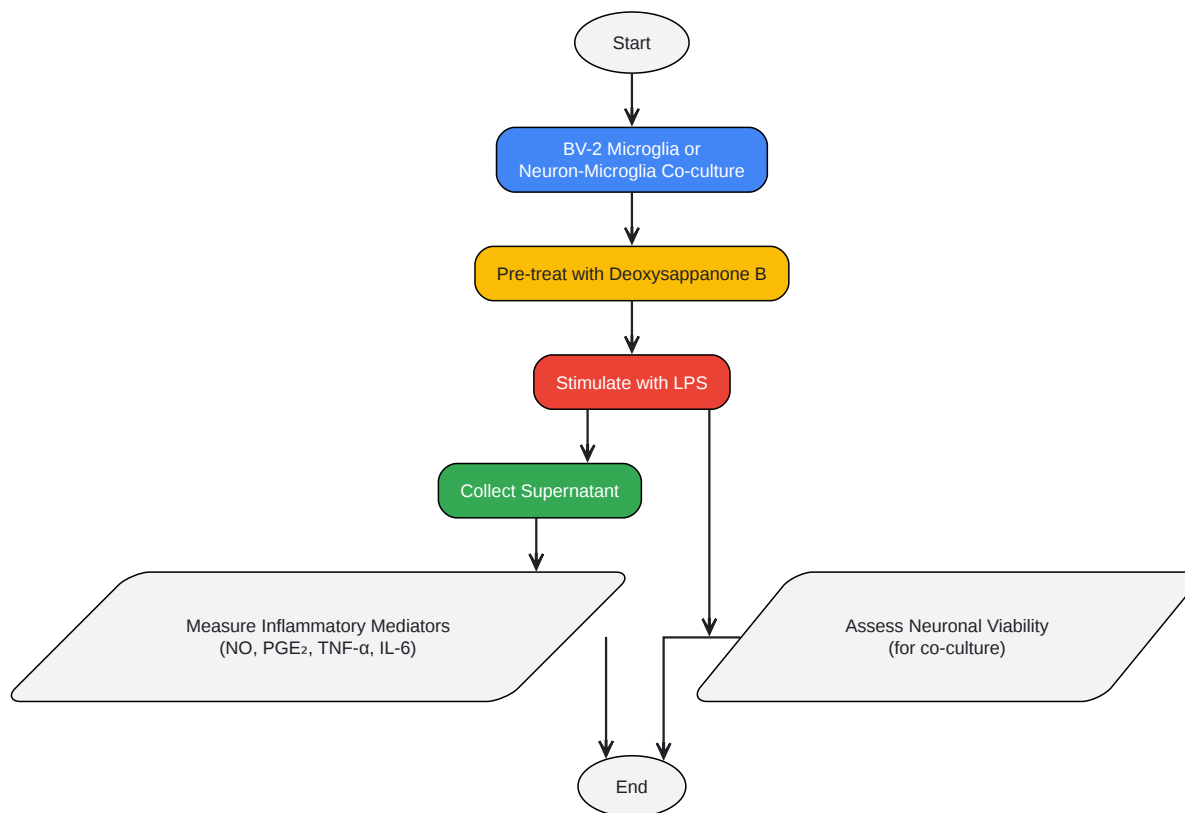 Start
BV-2 Microglia or
Neuron-Microglia Co-culture
Pre-treat with Deoxysappanone B
Stimulate with LPS
Collect Supernatant
Measure Inflammatory Mediators
(NO, PGE₂, TNF-α, IL-6)
Assess Neuronal Viability
(for co-culture)
End